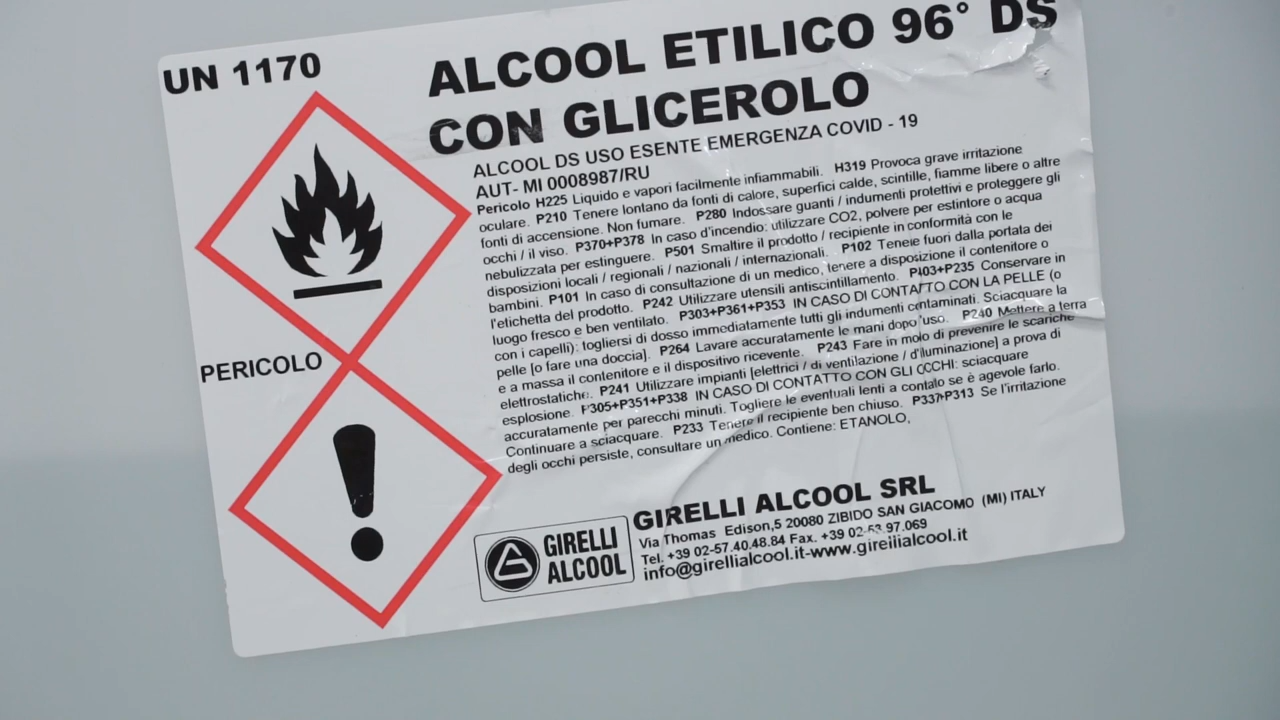 UN 1170
ALCOOL ETILICO 96° DS
CON GLICEROLO
ALCOOL DS USO ESENTE EMERGENZA COVID - 19
AUT- MI 0008987/RU
Pericolo H225 Liquido e vapori facilmente infiammabili. H319 Provoca grave irritazione
oculare. P210 Tenere lontano da fonti di calore, superfici calde, scintille, fiamme libere o altre
fonti di accensione. Non fumare. P280 Indossare guanti / indumenti protettivi e proteggere gli
occhi / il viso. P370+P378 In caso d'incendio: utilizzare CO2, polvere per estintore o acqua
nebulizzata per estinguere. P501 Smaltire il prodotto / recipiente in conformità con le
disposizioni locali / regionali / nazionali / internazionali. P102 Tenere fuori dalla portata dei
bambini. P101 In caso di consultazione di un medico, tenere a disposizione il contenitore o
l'etichetta del prodotto. P242 Utilizzare utensili antiscintillamento. P403+P235 Conservare in
luogo fresco e ben ventilato. P303+P361+P353 IN CASO DI CONTATTO CON LA PELLE (o
con i capelli): togliersi di dosso immediatamente tutti gli indumenti contaminati. Sciacquare la
pelle [o fare una doccia]. P264 Lavare accuratamente le mani dopo l'uso. P240 Mettere a terra
e a massa il contenitore e il dispositivo ricevente. P243 Fare in modo di prevenire le scariche
elettrostatiche. P241 Utilizzare impianti [elettrici / di ventilazione / d'illuminazione] a prova di
esplosione. P305+P351+P338 IN CASO DI CONTATTO CON GLI OCCHI: sciacquare
accuratamente per parecchi minuti. Togliere le eventuali lenti a contatto se è agevole farlo.
Continuare a sciacquare. P233 Tenere il recipiente ben chiuso. P337+P313 Se l'irritazione
degli occhi persiste, consultare un medico. Contiene: ETANOLO,
PERICOLO
GIRELLI
ALCOOL
GIRELLI ALCOOL SRL
Via Thomas Edison,5 20080 ZIBIDO SAN GIACOMO (MI) ITALY
Tel. +39 02-57.40.48.84 Fax. +39 02-53.97.069
info@girellialcool.it-www.girellialcool.it